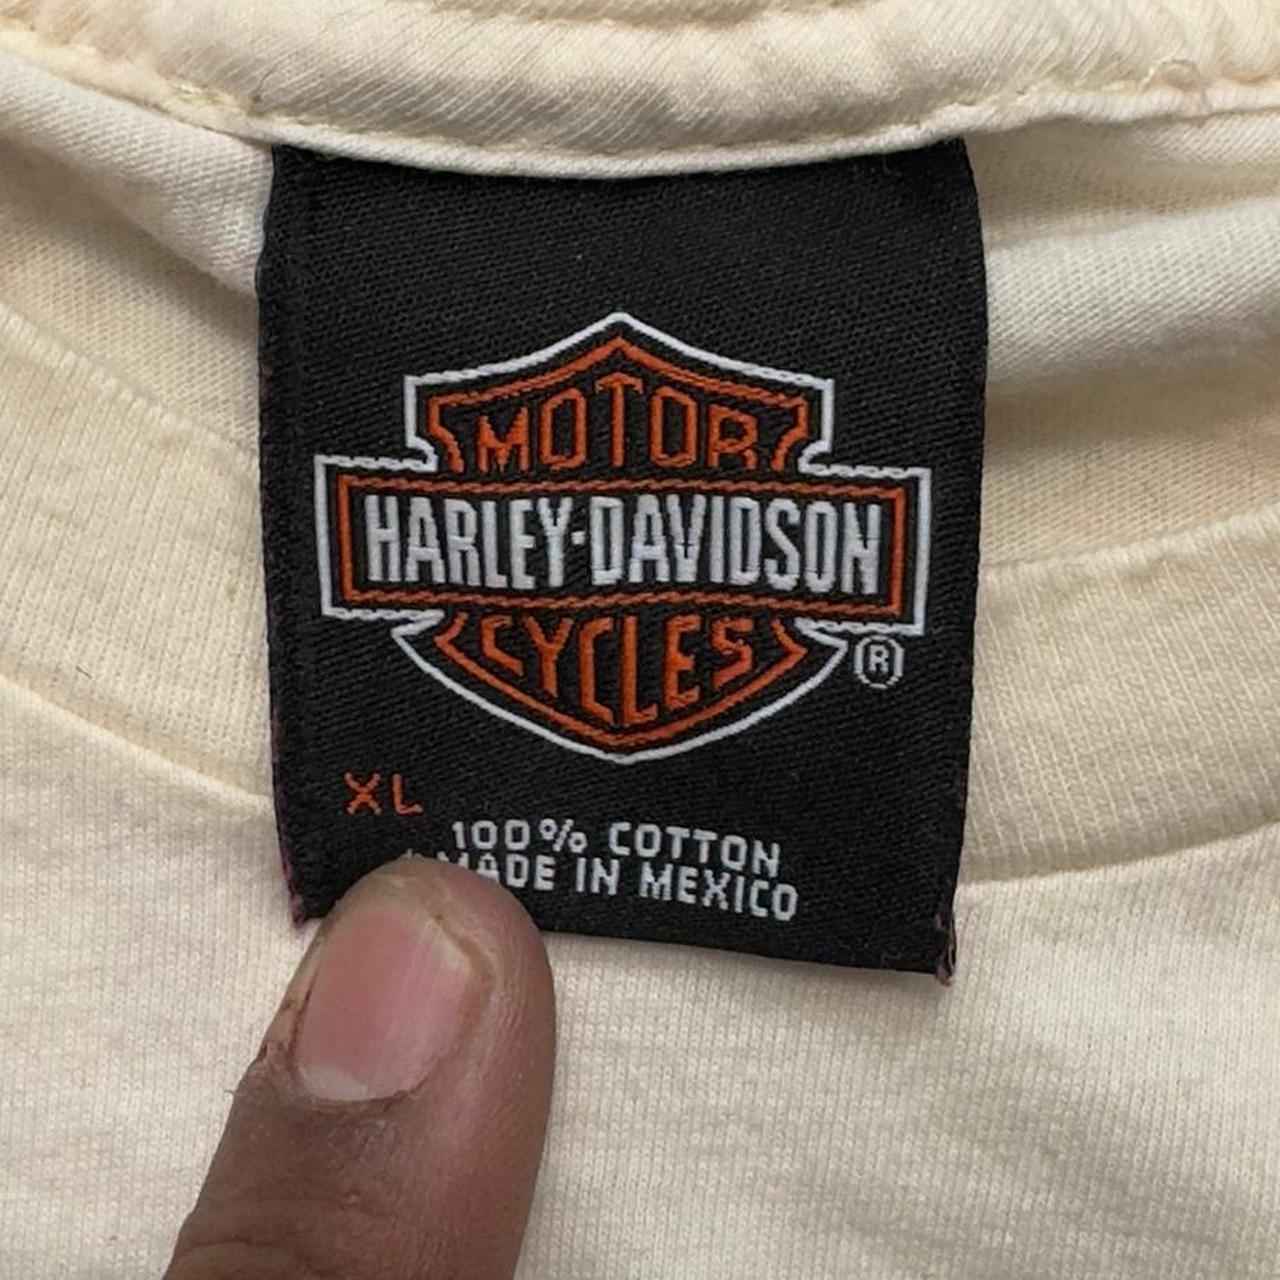 MOTOR
HARLEY-DAVIDSON
CYCLES
®
XL
100% COTTON
MADE IN MEXICO